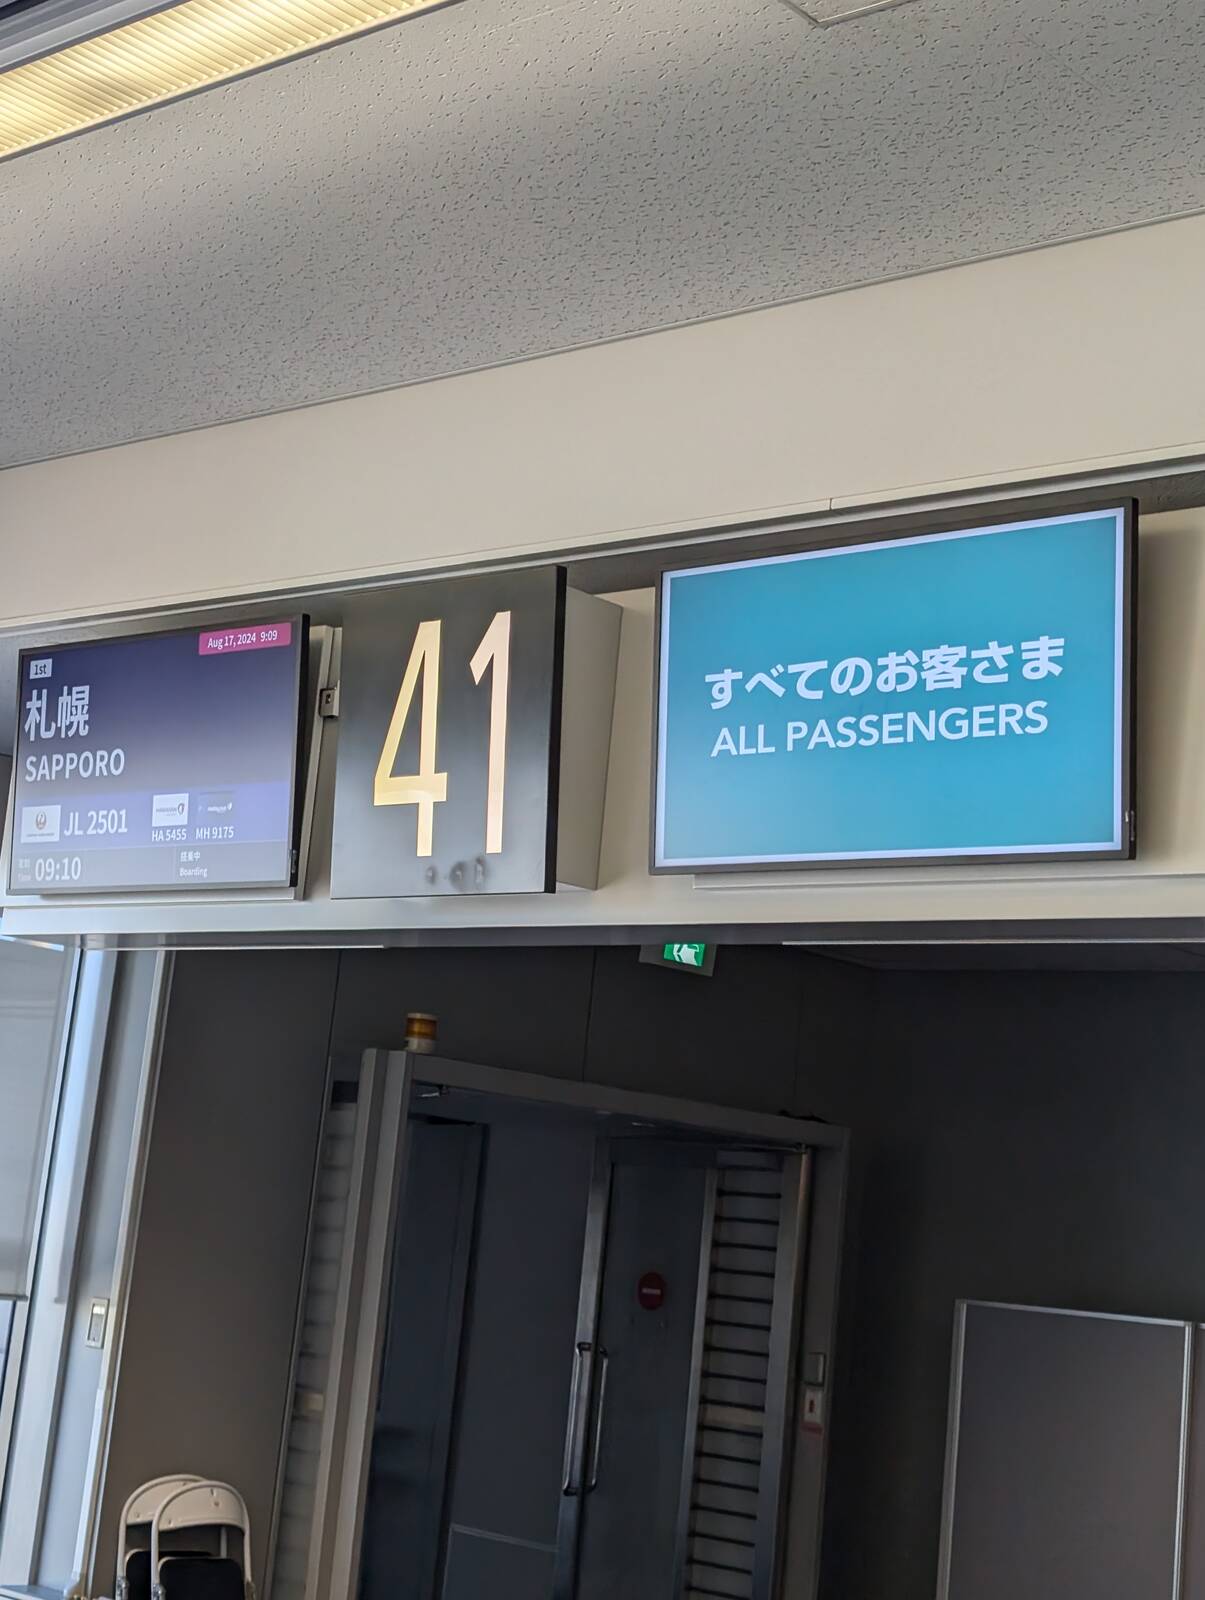 Aug 17, 2024 9:09
1st
札幌
SAPPORO
JL 2501
HA 5455 MH 9175
09:10
搭乗中
Boarding
41
すべてのお客さま
ALL PASSENGERS